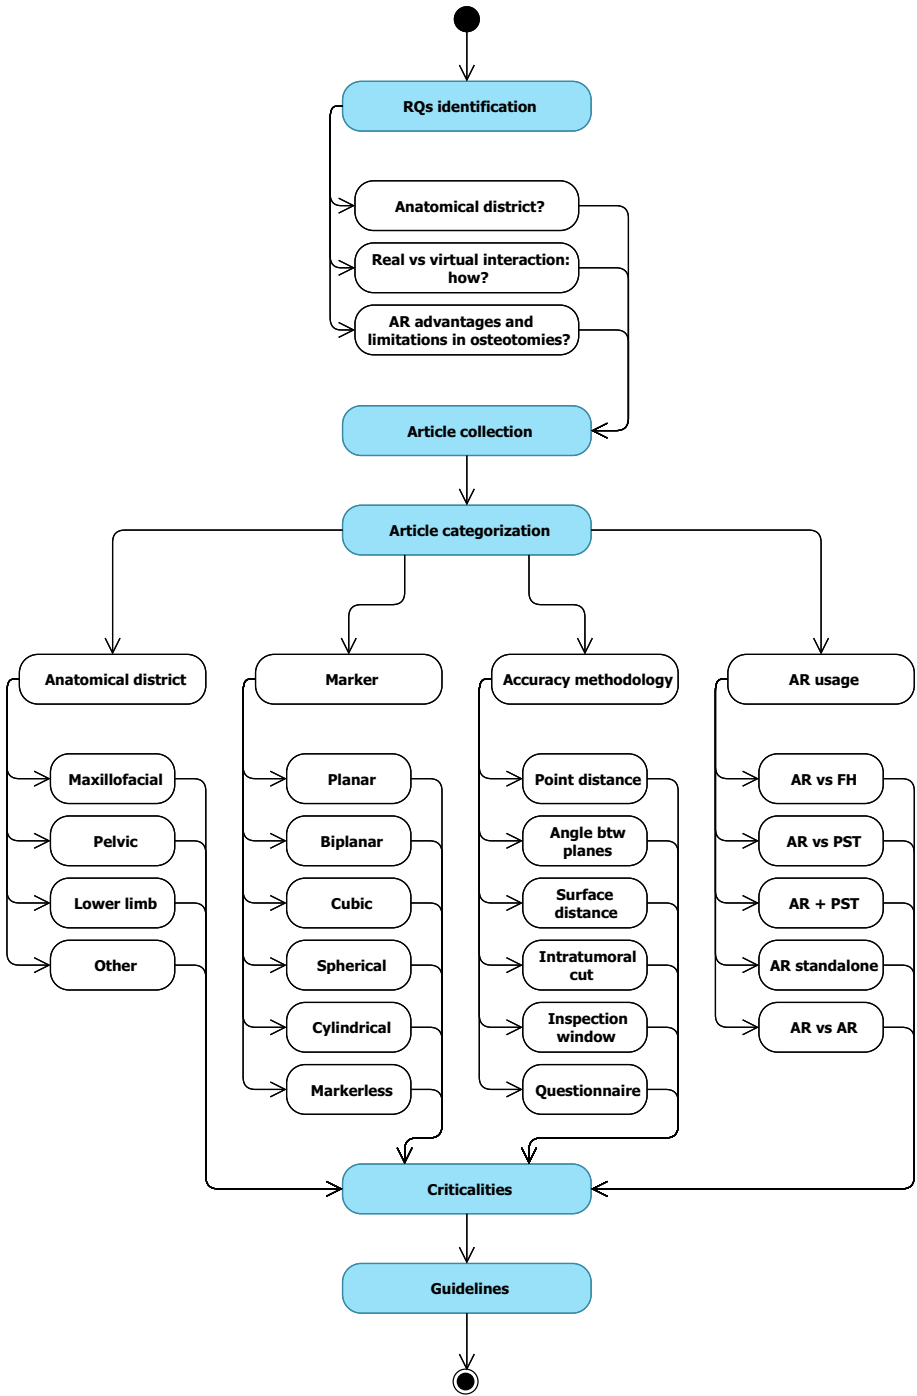 RQs identification
Anatomical district?
Real vs virtual interaction:
how?
AR advantages and
limitations in osteotomies?
Article collection
Article categorization
Anatomical district
Maxillofacial
Pelvic
Lower limb
Other
Marker
Planar
Biplanar
Cubic
Spherical
Cylindrical
Markerless
Accuracy methodology
Point distance
Angle btw
planes
Surface
distance
Intratumoral
cut
Inspection
window
Questionnaire
AR usage
AR vs FH
AR vs PST
AR + PST
AR standalone
AR vs AR
Criticalities
Guidelines